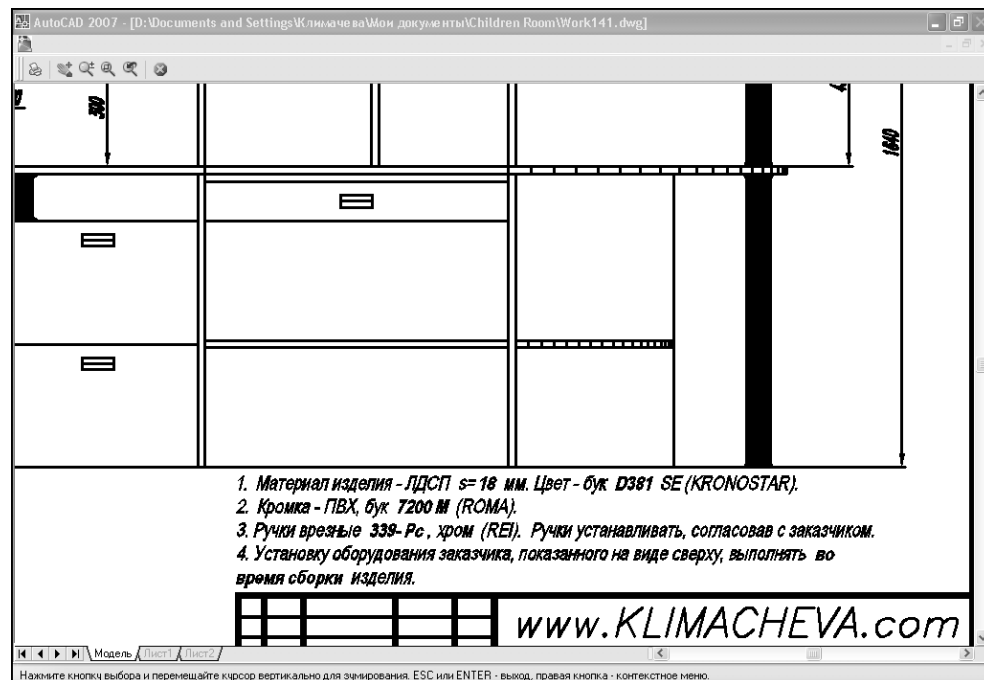 AutoCAD 2007 - [D:\Documents and Settings\Климачева\Мои документы\Children Room\Work141.dwg]
500
1640
1. Материал изделия - ЛДСП s= 18 мм. Цвет - бук D381 SE (KRONOSTAR).
2. Кромка - ПВХ, бук 7200 M (ROMA).
3. Ручки врезные 339- Pc , хром (REI). Ручки устанавливать, согласовав с заказчиком.
4. Установку оборудования заказчика, показанного на виде сверху, выполнять во
время сборки изделия.
www.KLIMACHEVA.com
Модель Лист1 Лист2
Нажмите кнопку выбора и перемещайте курсор вертикально для зумирования. ESC или ENTER - выход, правая кнопка - контекстное меню.